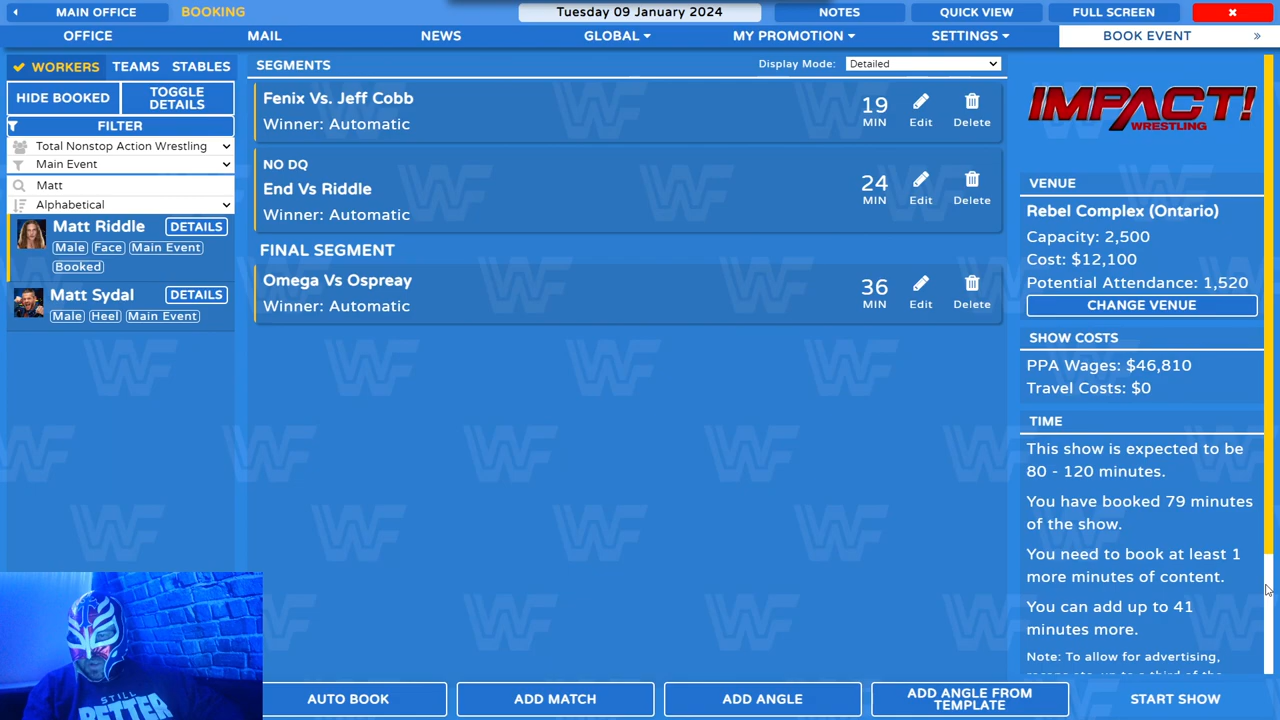 MAIN OFFICE
BOOKING
Tuesday 09 January 2024
NOTES
QUICK VIEW
FULL SCREEN
OFFICE
MAIL
NEWS
GLOBAL
MY PROMOTION
SETTINGS
BOOK EVENT
»
WORKERS
TEAMS
STABLES
HIDE BOOKED
TOGGLE DETAILS
FILTER
Total Nonstop Action Wrestling
Main Event
Matt
Alphabetical
Matt Riddle
DETAILS
Male
Face
Main Event
Booked
Matt Sydal
DETAILS
Male
Heel
Main Event
SEGMENTS
Display Mode:
Detailed
Fenix Vs. Jeff Cobb
Winner: Automatic
19
MIN
Edit
Delete
NO DQ
End Vs Riddle
Winner: Automatic
24
MIN
Edit
Delete
FINAL SEGMENT
Omega Vs Ospreay
Winner: Automatic
36
MIN
Edit
Delete
IMPACT!
WRESTLING
VENUE
Rebel Complex (Ontario)
Capacity: 2,500
Cost: $12,100
Potential Attendance: 1,520
CHANGE VENUE
SHOW COSTS
PPA Wages: $46,810
Travel Costs: $0
TIME
This show is expected to be
80 - 120 minutes.
You have booked 79 minutes
of the show.
You need to book at least 1
more minutes of content.
You can add up to 41
minutes more.
Note: To allow for advertising,
STILL
BETTER
AUTO BOOK
ADD MATCH
ADD ANGLE
ADD ANGLE FROM
TEMPLATE
START SHOW